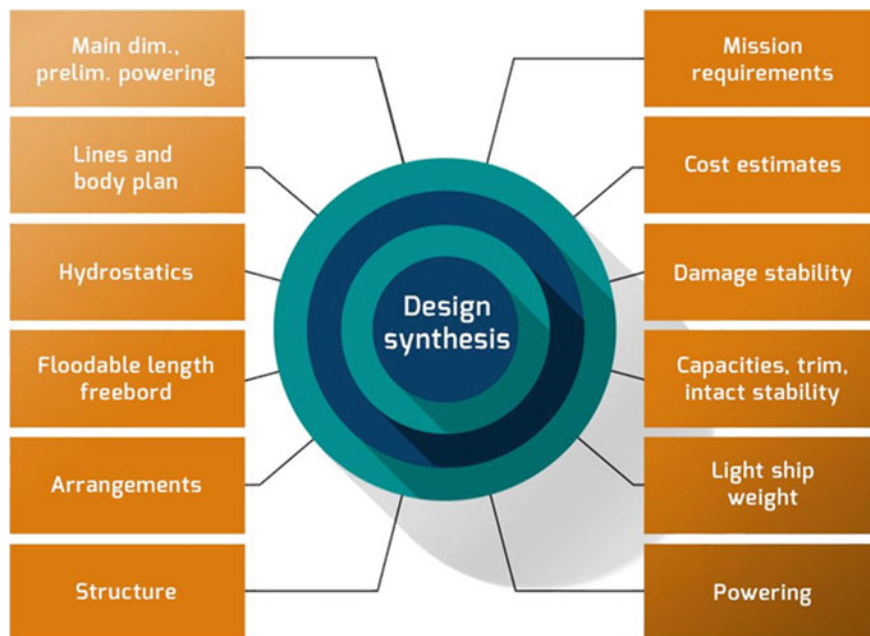 Main dim.,
prelim. powering
Lines and
body plan
Hydrostatics
Floodable length
freebord
Arrangements
Structure
Design
synthesis
Mission
requirements
Cost estimates
Damage stability
Capacities, trim,
intact stability
Light ship
weight
Powering